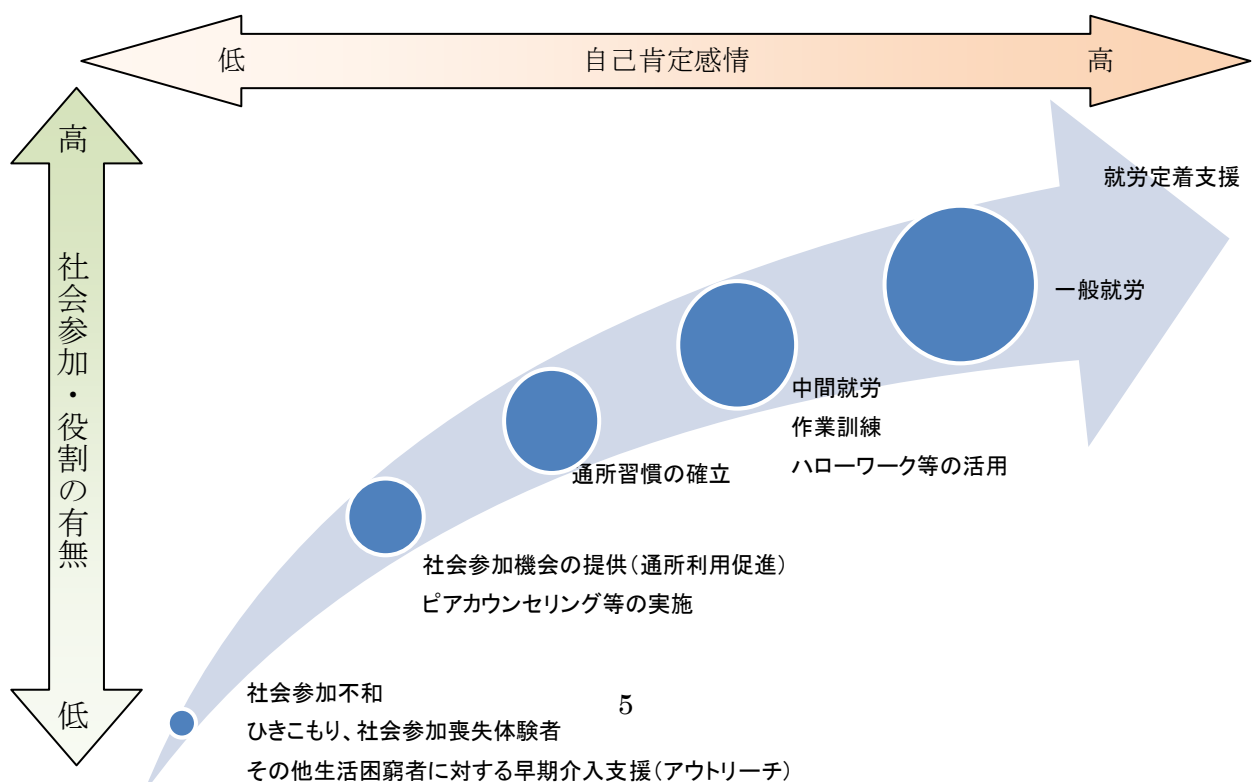 低 自己肯定感情 高
高
社会参加・役割の有無
低
就労定着支援
一般就労
中間就労
作業訓練
ハローワーク等の活用
通所習慣の確立
社会参加機会の提供（通所利用促進）
ピアカウンセリング等の実施
社会参加不和
ひきこもり、社会参加喪失体験者
その他生活困窮者に対する早期介入支援（アウトリーチ）
5